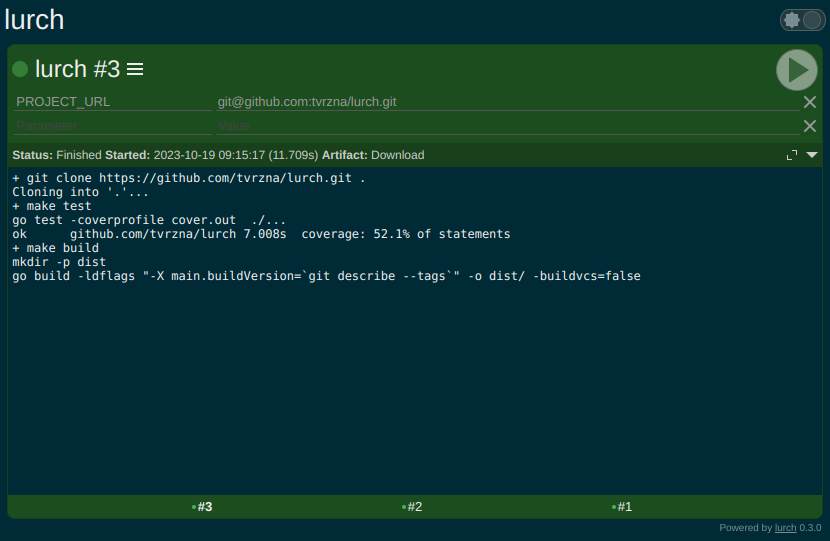 lurch
lurch #3
PROJECT_URL git@github.com:tvrzna/lurch.git
Parameter Value
Status: Finished Started: 2023-10-19 09:15:17 (11.709s) Artifact: Download
+ git clone https://github.com/tvrzna/lurch.git .
Cloning into '.'...
+ make test
go test -coverprofile cover.out  ./...
ok      github.com/tvrzna/lurch 7.008s  coverage: 52.1% of statements
+ make build
mkdir -p dist
go build -ldflags "-X main.buildVersion=`git describe --tags`" -o dist/ -buildvcs=false
#3 #2 #1
Powered by lurch 0.3.0